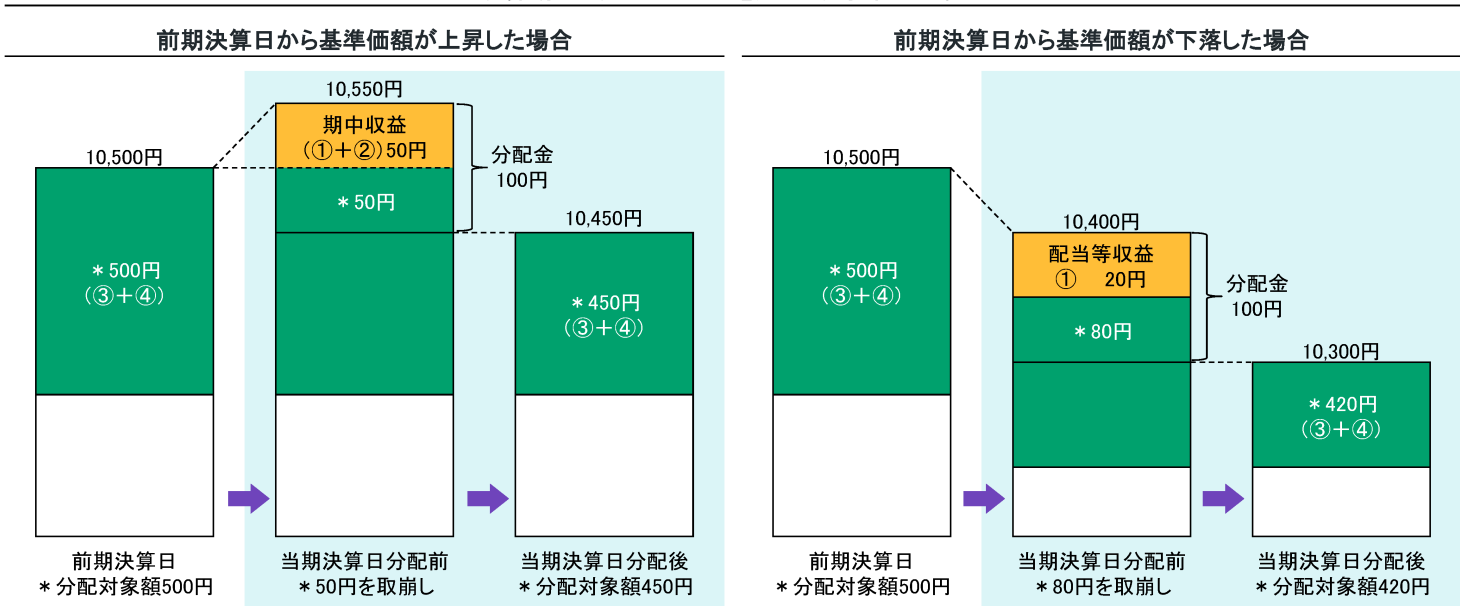 前期決算日から基準価額が上昇した場合
10,500円
＊500円
（③＋④）
前期決算日
＊分配対象額500円
10,550円
期中収益
（①＋②）50円
＊50円
分配金
100円
当期決算日分配前
＊50円を取崩し
10,450円
＊450円
（③＋④）
当期決算日分配後
＊分配対象額450円
前期決算日から基準価額が下落した場合
10,500円
＊500円
（③＋④）
前期決算日
＊分配対象額500円
10,400円
配当等収益
①　20円
＊80円
分配金
100円
当期決算日分配前
＊80円を取崩し
10,300円
＊420円
（③＋④）
当期決算日分配後
＊分配対象額420円